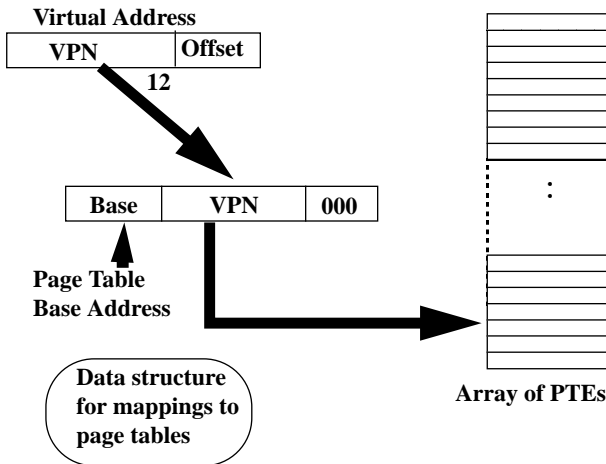 Virtual Address
VPN
Offset
12
Base
VPN
000
:
Page Table
Base Address
Data structure
for mappings to
page tables
Array of PTEs